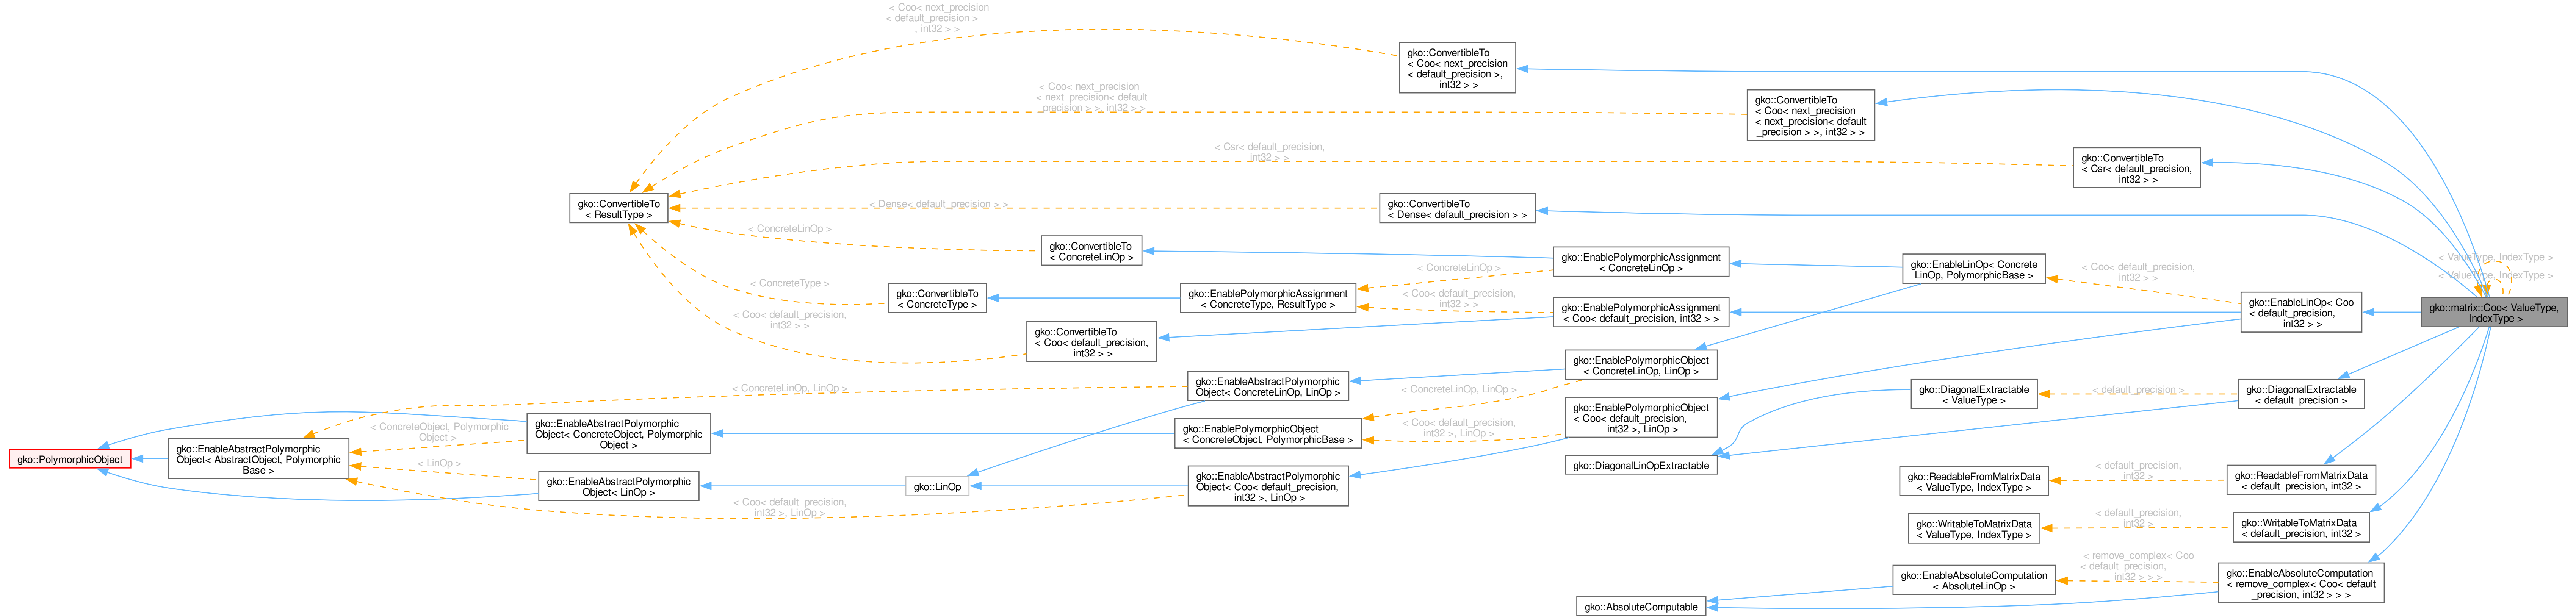 < Coo< next_precision
< default_precision >
, int32 > >
gko::ConvertibleTo
< Coo< next_precision
< default_precision >,
int32 > >
< Coo< next_precision
< next_precision< default
_precision > >, int32 > >
gko::ConvertibleTo
< Coo< next_precision
< next_precision< default
_precision > >, int32 > >
< Csr< default_precision,
int32 > >
gko::ConvertibleTo
< Csr< default_precision,
int32 > >
gko::ConvertibleTo
< ResultType >
< Dense< default_precision > >
gko::ConvertibleTo
< Dense< default_precision > >
< ConcreteLinOp >
gko::ConvertibleTo
< ConcreteLinOp >
gko::EnablePolymorphicAssignment
< ConcreteLinOp >
gko::EnableLinOp< Concrete
LinOp, PolymorphicBase >
< ValueType, IndexType >
< ValueType, IndexType >
< ConcreteType >
gko::ConvertibleTo
< ConcreteType >
gko::EnablePolymorphicAssignment
< ConcreteType, ResultType >
< ConcreteLinOp >
< Coo< default_precision,
int32 > >
gko::EnablePolymorphicAssignment
< Coo< default_precision, int32 > >
< Coo< default_precision,
int32 > >
gko::EnableLinOp< Coo
< default_precision,
int32 > >
gko::matrix::Coo< ValueType,
IndexType >
< Coo< default_precision,
int32 > >
gko::ConvertibleTo
< Coo< default_precision,
int32 > >
gko::EnablePolymorphicObject
< ConcreteLinOp, LinOp >
< ConcreteLinOp, LinOp >
gko::EnableAbstractPolymorphic
Object< ConcreteLinOp, LinOp >
< ConcreteLinOp, LinOp >
gko::DiagonalExtractable
< ValueType >
< default_precision >
gko::DiagonalExtractable
< default_precision >
gko::EnablePolymorphicObject
< Coo< default_precision,
int32 >, LinOp >
< ConcreteObject, Polymorphic
Object >
gko::EnableAbstractPolymorphic
Object< ConcreteObject, Polymorphic
Object >
gko::EnablePolymorphicObject
< ConcreteObject, PolymorphicBase >
< Coo< default_precision,
int32 >, LinOp >
gko::PolymorphicObject
gko::EnableAbstractPolymorphic
Object< AbstractObject, Polymorphic
Base >
< LinOp >
gko::EnableAbstractPolymorphic
Object< LinOp >
gko::LinOp
gko::EnableAbstractPolymorphic
Object< Coo< default_precision,
int32 >, LinOp >
gko::DiagonalLinOpExtractable
< Coo< default_precision,
int32 >, LinOp >
gko::ReadableFromMatrixData
< ValueType, IndexType >
< default_precision,
int32 >
gko::ReadableFromMatrixData
< default_precision, int32 >
gko::WritableToMatrixData
< ValueType, IndexType >
< default_precision,
int32 >
gko::WritableToMatrixData
< default_precision, int32 >
gko::EnableAbsoluteComputation
< AbsoluteLinOp >
< remove_complex< Coo
< default_precision,
int32 > > >
gko::EnableAbsoluteComputation
< remove_complex< Coo< default
_precision, int32 > > >
gko::AbsoluteComputable